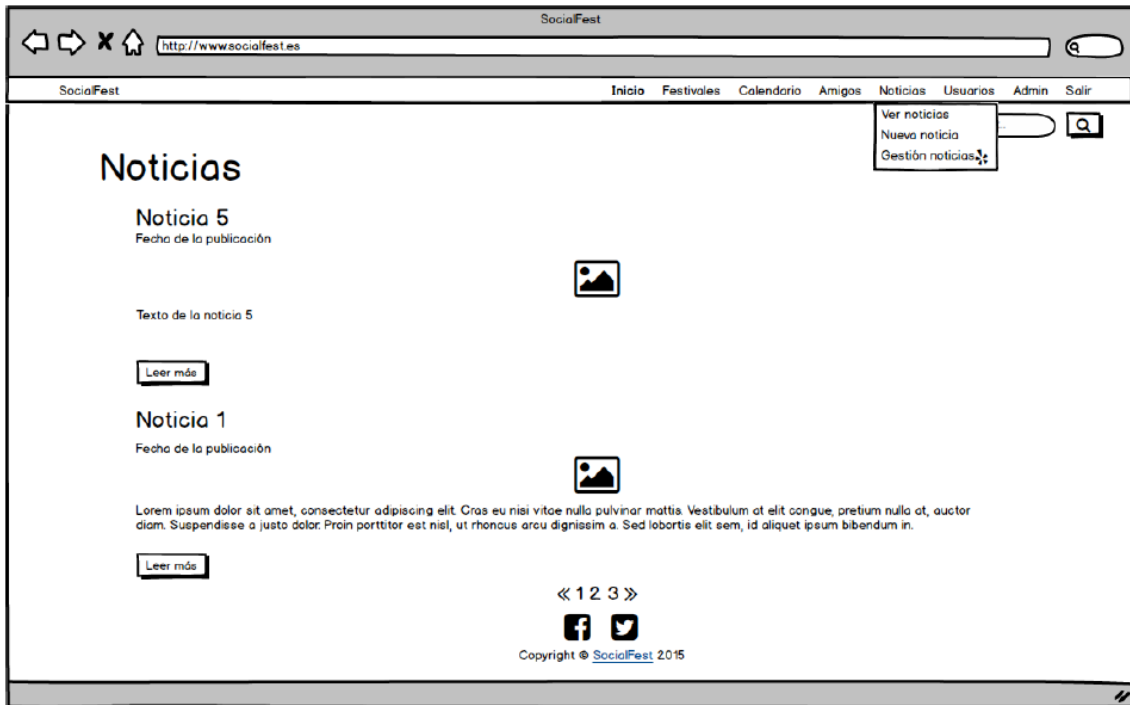 SocialFest
http://www.socialfest.es
SocialFest Inicio Festivales Calendario Amigos Noticias Usuarios Admin Salir
Ver noticias
Nueva noticia
Gestión noticias
Noticias
Noticia 5
Fecha de la publicación
Texto de la noticia 5
Leer más
Noticia 1
Fecha de la publicación
Lorem ipsum dolor sit amet, consectetur adipiscing elit. Cras eu nisi vitae nulla pulvinar mattis. Vestibulum at elit congue, pretium nulla at, auctor
diam. Suspendisse a justo dolor. Proin porttitor est nisl, ut rhoncus arcu dignissim a. Sed lobortis elit sem, id aliquet ipsum bibendum in.
Leer más
« 1 2 3 »
Copyright © SocialFest 2015